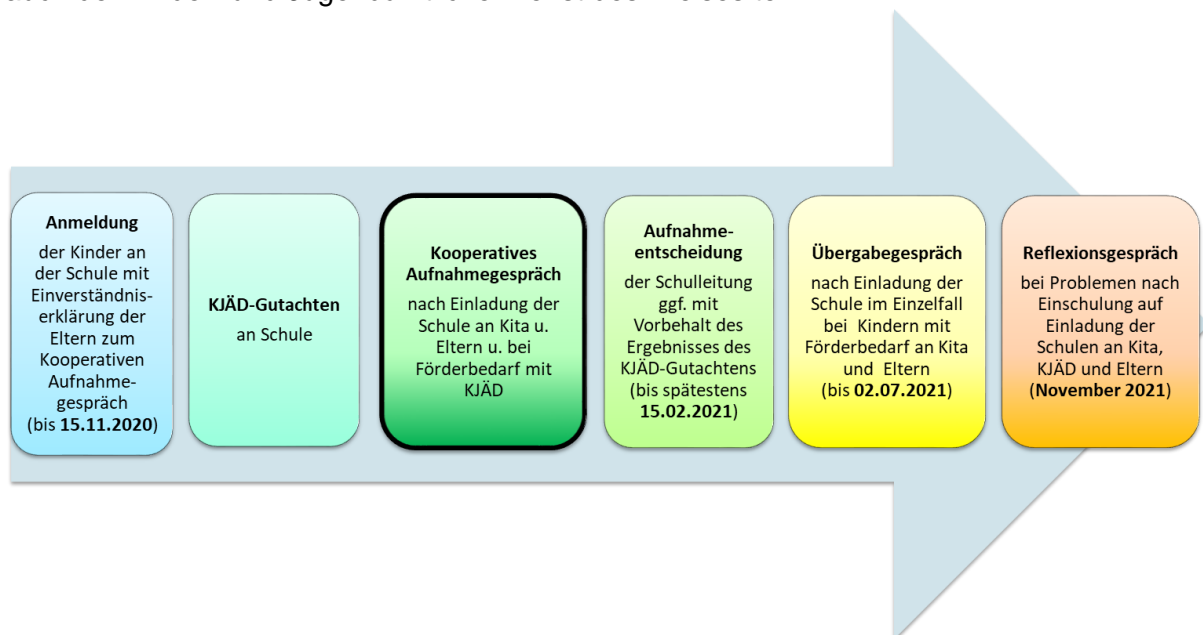 Anmeldung
der Kinder an
der Schule mit
Einverständnis-
erklärung der
Eltern zum
Kooperativen
Aufnahme-
gespräch
(bis 15.11.2020)
KJÄD-Gutachten
an Schule
Kooperatives
Aufnahmegespräch
nach Einladung der
Schule an Kita u.
Eltern u. bei
Förderbedarf mit
KJÄD
Aufnahme-
entscheidung
der Schulleitung
ggf. mit
Vorbehalt des
Ergebnisses des
KJÄD-Gutachtens
(bis spätestens
15.02.2021)
Übergabegespräch
nach Einladung der
Schule im Einzelfall
bei Kindern mit
Förderbedarf an Kita
und Eltern
(bis 02.07.2021)
Reflexionsgespräch
bei Problemen nach
Einschulung auf
Einladung der
Schulen an Kita,
KJÄD und Eltern
(November 2021)